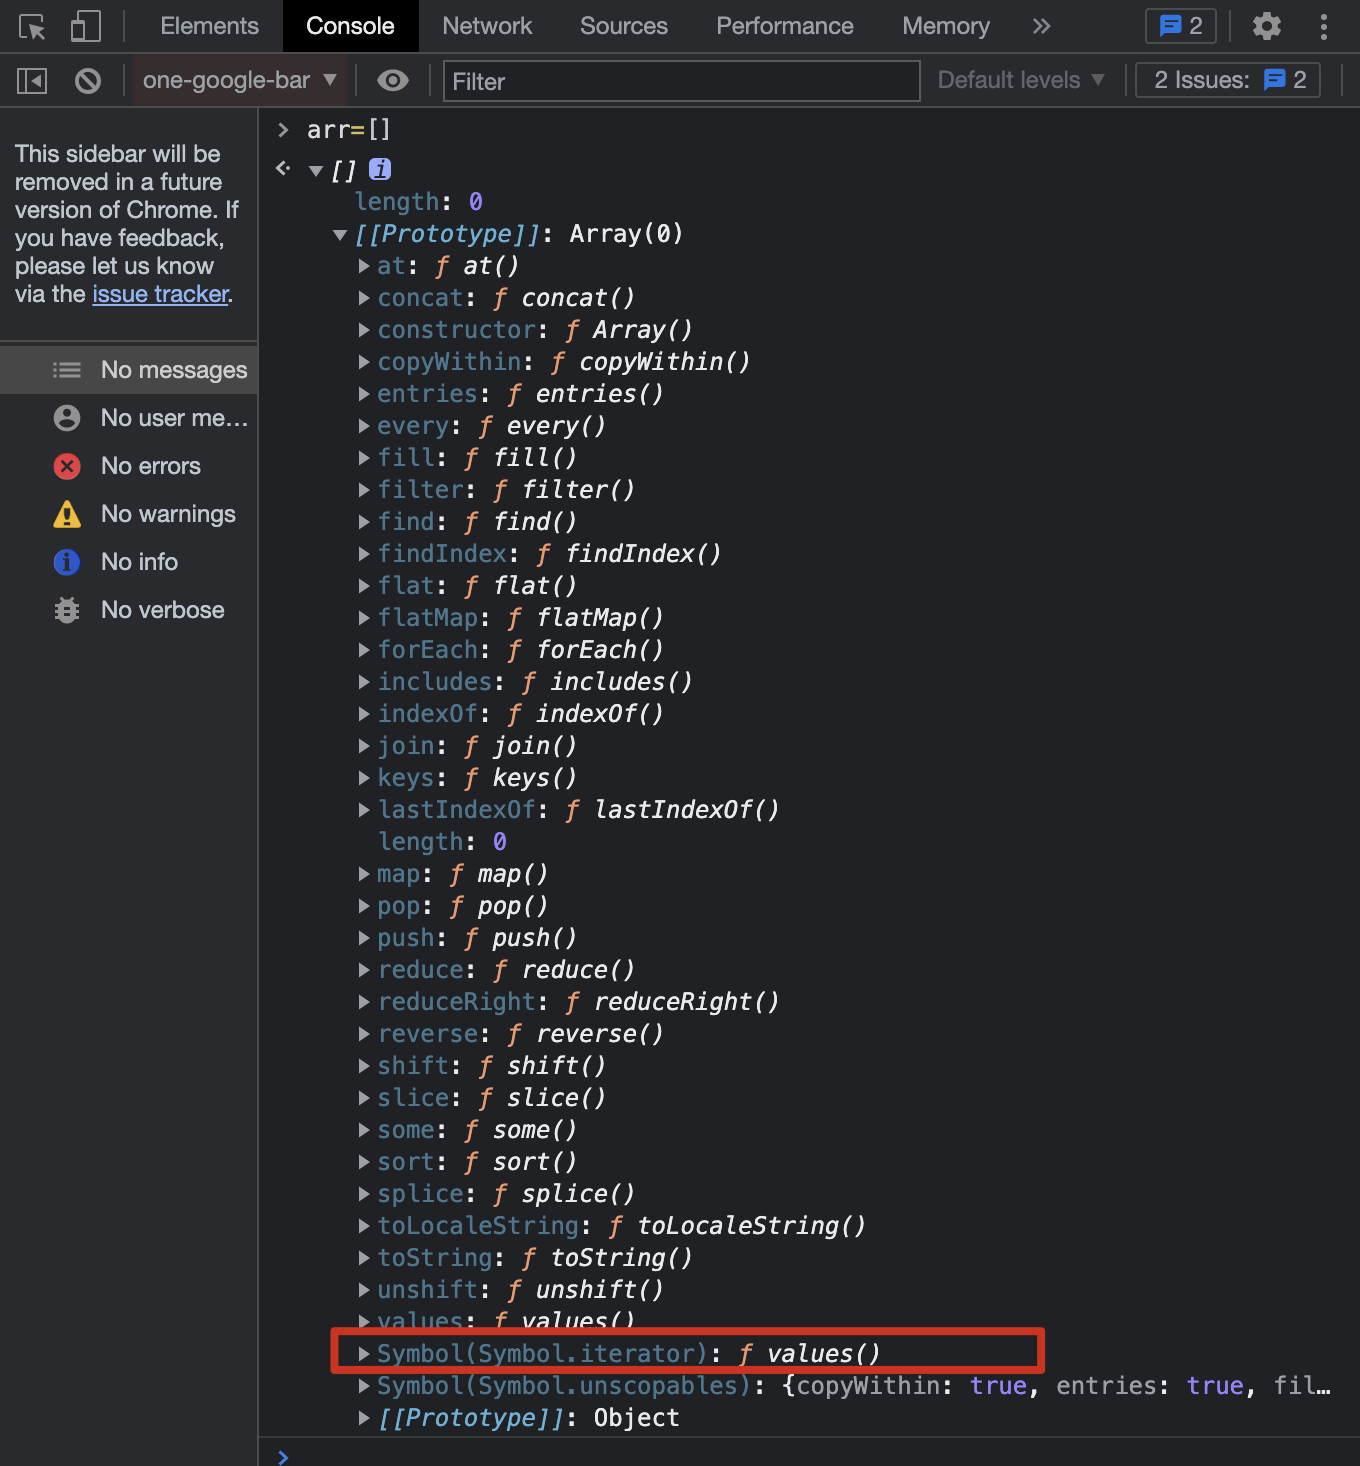 Elements Console Network Sources Performance Memory 2
one-google-bar Filter Default levels 2 Issues: 2
This sidebar will be
removed in a future
version of Chrome. If
you have feedback,
please let us know
via the issue tracker.
No messages
No user me...
No errors
No warnings
No info
No verbose
> arr=[]
[] i
length: 0
[[Prototype]]: Array(0)
at: ƒ at()
concat: ƒ concat()
constructor: ƒ Array()
copyWithin: ƒ copyWithin()
entries: ƒ entries()
every: ƒ every()
fill: ƒ fill()
filter: ƒ filter()
find: ƒ find()
findIndex: ƒ findIndex()
flat: ƒ flat()
flatMap: ƒ flatMap()
forEach: ƒ forEach()
includes: ƒ includes()
indexOf: ƒ indexOf()
join: ƒ join()
keys: ƒ keys()
lastIndexOf: ƒ lastIndexOf()
length: 0
map: ƒ map()
pop: ƒ pop()
push: ƒ push()
reduce: ƒ reduce()
reduceRight: ƒ reduceRight()
reverse: ƒ reverse()
shift: ƒ shift()
slice: ƒ slice()
some: ƒ some()
sort: ƒ sort()
splice: ƒ splice()
toLocaleString: ƒ toLocaleString()
toString: ƒ toString()
unshift: ƒ unshift()
values: ƒ values()
Symbol(Symbol.iterator): ƒ values()
Symbol(Symbol.unscopables): {copyWithin: true, entries: true, fil…
[[Prototype]]: Object
>